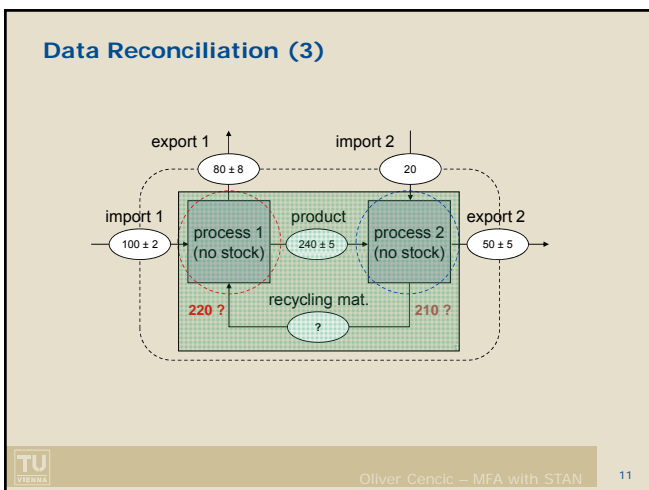 Data Reconciliation (3)
export 1
import 2
80 ± 8
20
import 1
product
export 2
100 ± 2
process 1
(no stock)
240 ± 5
process 2
(no stock)
50 ± 5
recycling mat.
220 ?
?
210 ?
TU
VIENNA
Oliver Cencic – MFA with STAN
11